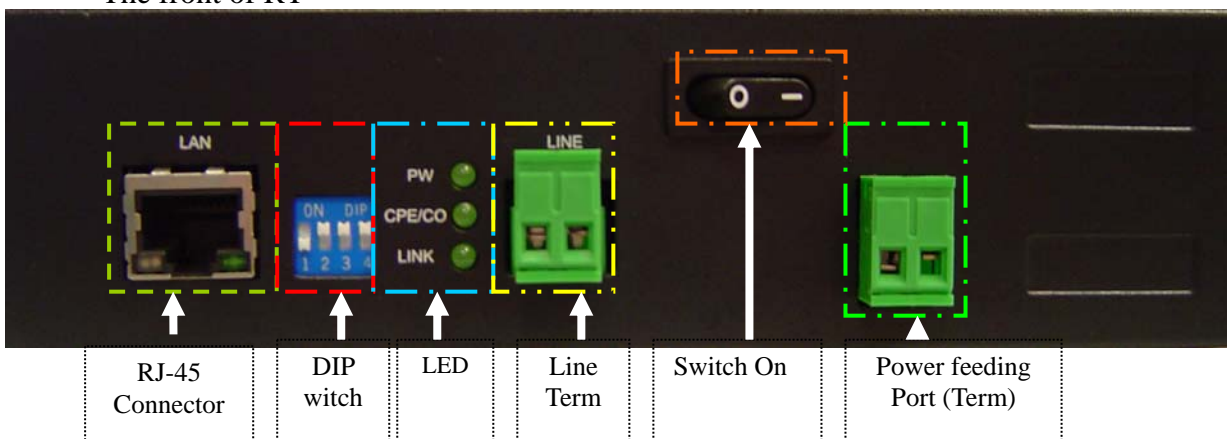 The front of RT
LAN
ON DIP
1 2 3 4
PW
CPE/CO
LINK
LINE
O –
RJ-45
Connector
DIP
witch
LED
Line
Term
Switch On
Power feeding
Port (Term)